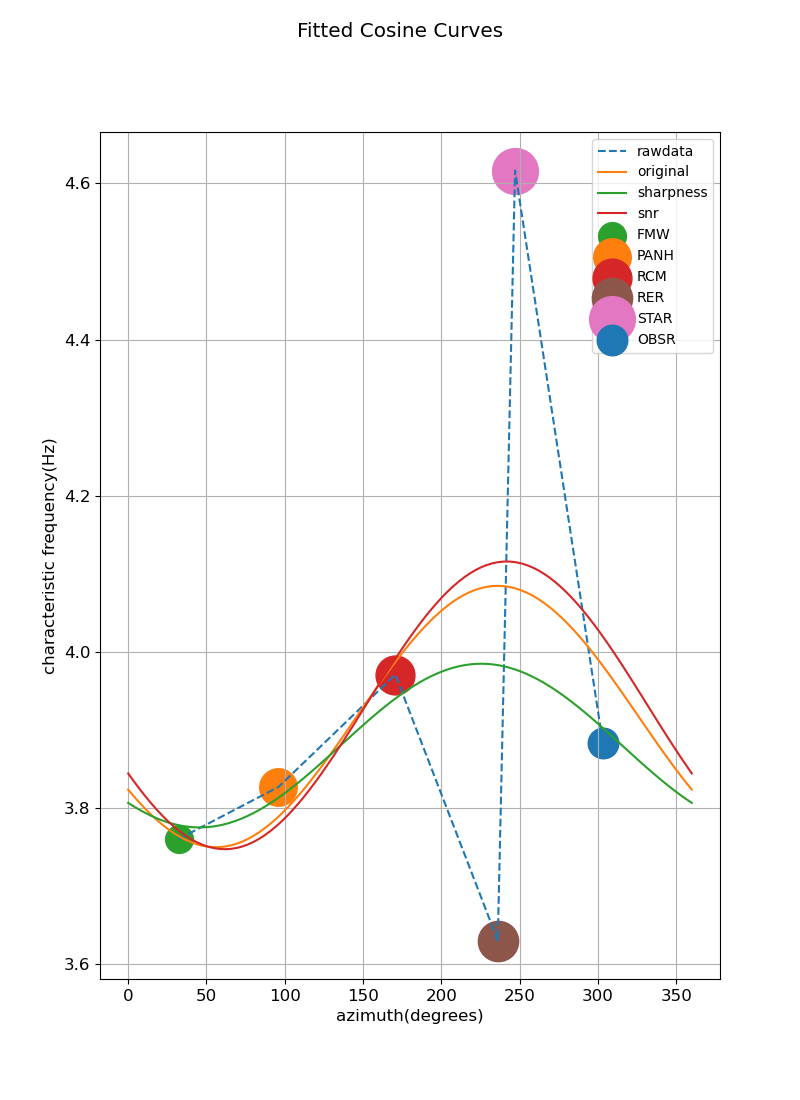 Fitted Cosine Curves
rawdata
original
sharpness
snr
FMW
PANH
RCM
RER
STAR
OBSR
characteristic frequency(Hz)
4.6
4.4
4.2
4.0
3.8
3.6
0 50 100 150 200 250 300 350
azimuth(degrees)